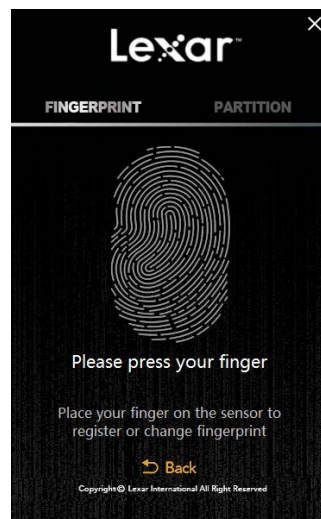 Lexar™
FINGERPRINT PARTITION
Please press your finger
Place your finger on the sensor to
register or change fingerprint
Back
Copyright© Lexar International All Right Reserved